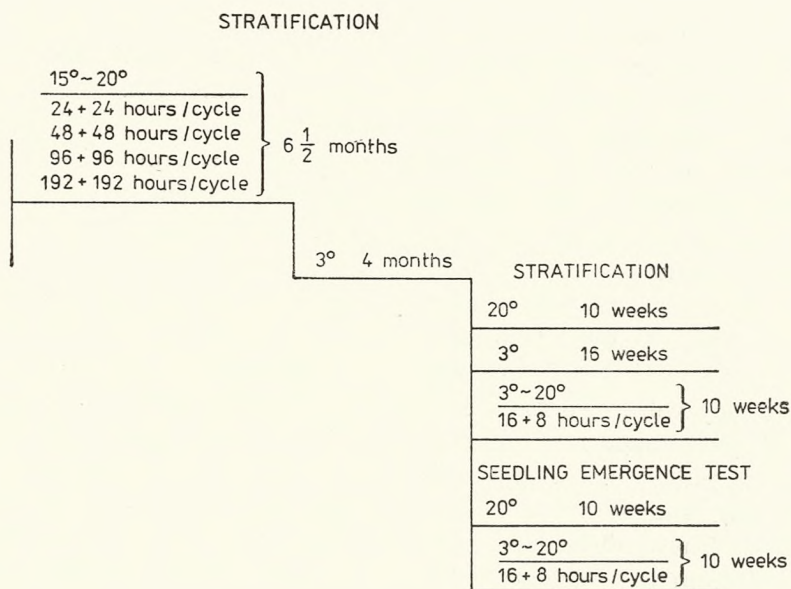 STRATIFICATION
15°~20°
24 + 24 hours/cycle
48 + 48 hours/cycle
96 + 96 hours/cycle
192 + 192 hours/cycle
6 1/2 months
3° 4 months
STRATIFICATION
20° 10 weeks
3° 16 weeks
3°~20°
16 + 8 hours/cycle
10 weeks
SEEDLING EMERGENCE TEST
20° 10 weeks
3°~20°
16 + 8 hours/cycle
10 weeks